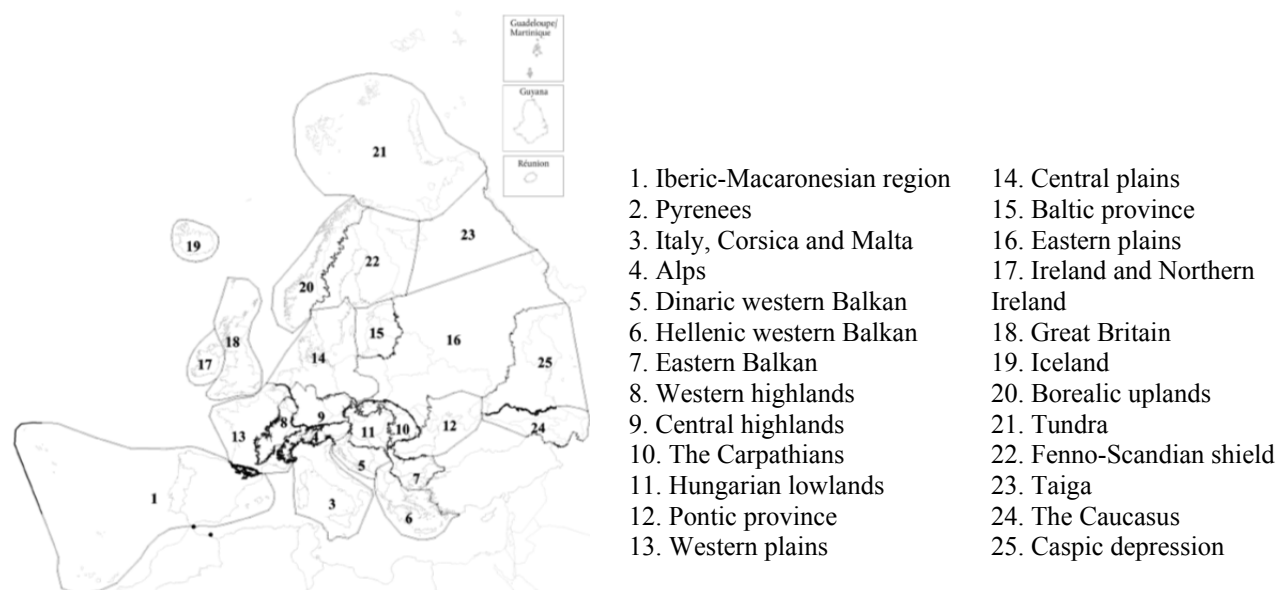 Guadeloupe/
Martinique
Guyana
Réunion
21
19
23
22
20
18
17
15
16
14
25
13
8
9
4
11
10
12
24
5
7
1
3
6
1. Iberic-Macaronesian region
2. Pyrenees
3. Italy, Corsica and Malta
4. Alps
5. Dinaric western Balkan
6. Hellenic western Balkan
7. Eastern Balkan
8. Western highlands
9. Central highlands
10. The Carpathians
11. Hungarian lowlands
12. Pontic province
13. Western plains
14. Central plains
15. Baltic province
16. Eastern plains
17. Ireland and Northern
Ireland
18. Great Britain
19. Iceland
20. Borealic uplands
21. Tundra
22. Fenno-Scandian shield
23. Taiga
24. The Caucasus
25. Caspic depression